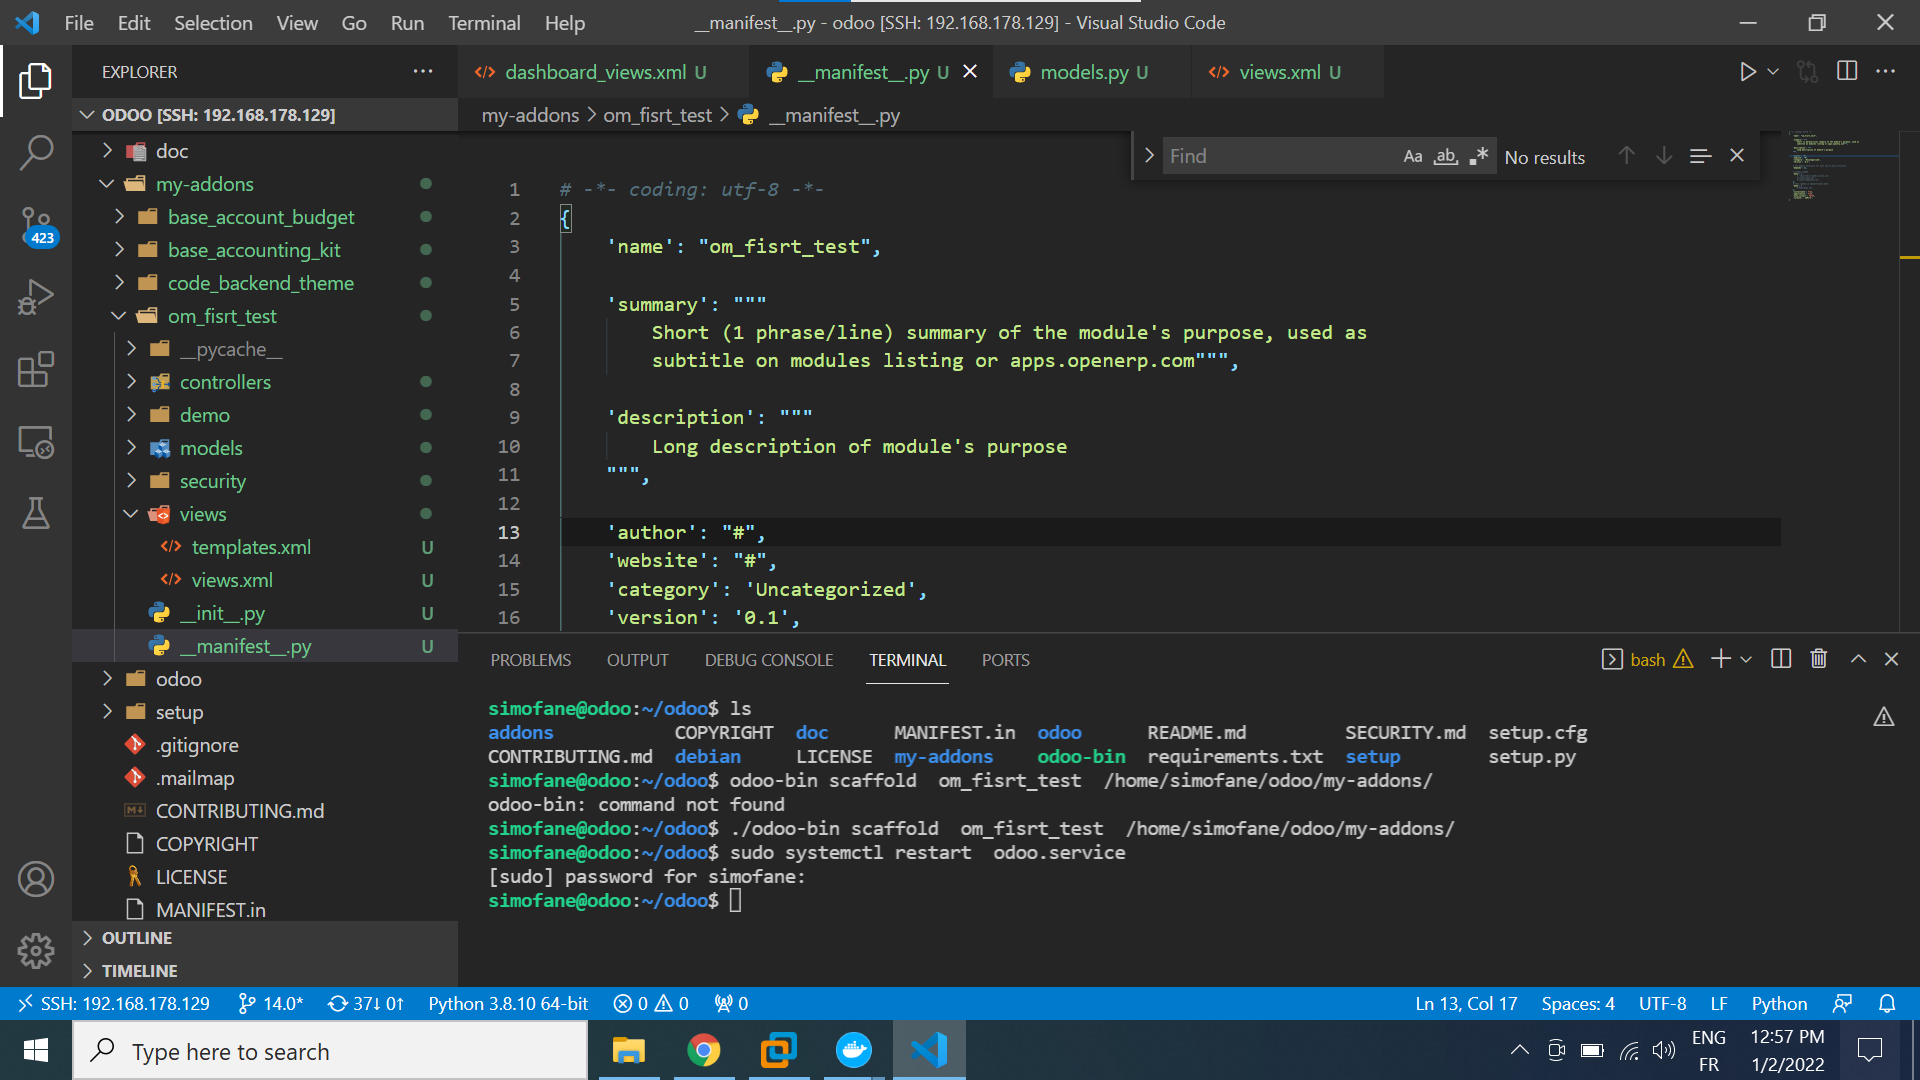 File Edit Selection View Go Run Terminal Help
__manifest__.py - odoo [SSH: 192.168.178.129] - Visual Studio Code
EXPLORER
dashboard_views.xml U
__manifest__.py U
models.py U
views.xml U
ODOO [SSH: 192.168.178.129]
my-addons > om_fisrt_test > __manifest__.py
Find
Aa ab .*
No results
doc
my-addons
base_account_budget
base_accounting_kit
code_backend_theme
om_fisrt_test
__pycache__
controllers
demo
models
security
views
templates.xml U
views.xml U
__init__.py U
__manifest__.py U
odoo
setup
.gitignore
.mailmap
CONTRIBUTING.md
COPYRIGHT
LICENSE
MANIFEST.in
OUTLINE
TIMELINE
423
1 # -*- coding: utf-8 -*-
2 {
3 'name': "om_fisrt_test",
4
5 'summary': """
6 Short (1 phrase/line) summary of the module's purpose, used as
7 subtitle on modules listing or apps.openerp.com""",
8
9 'description': """
10 Long description of module's purpose
11 """,
12
13 'author': "#",
14 'website': "#",
15 'category': 'Uncategorized',
16 'version': '0.1',
PROBLEMS OUTPUT DEBUG CONSOLE TERMINAL PORTS
bash
simofane@odoo:~/odoo$ ls
addons COPYRIGHT doc MANIFEST.in odoo README.md SECURITY.md setup.cfg
CONTRIBUTING.md debian LICENSE my-addons odoo-bin requirements.txt setup setup.py
simofane@odoo:~/odoo$ odoo-bin scaffold om_fisrt_test /home/simofane/odoo/my-addons/
odoo-bin: command not found
simofane@odoo:~/odoo$ ./odoo-bin scaffold om_fisrt_test /home/simofane/odoo/my-addons/
simofane@odoo:~/odoo$ sudo systemctl restart odoo.service
[sudo] password for simofane:
simofane@odoo:~/odoo$
SSH: 192.168.178.129 14.0* 37↓ 0↑ Python 3.8.10 64-bit 0 0 0
Ln 13, Col 17 Spaces: 4 UTF-8 LF Python
Type here to search
ENG
FR
12:57 PM
1/2/2022